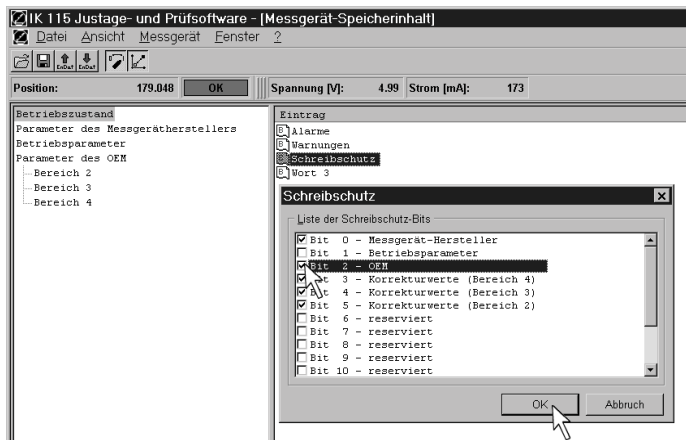 IK 115 Justage- und Prüfsoftware - [Messgerät-Speicherinhalt]
Datei Ansicht Messgerät Fenster ?
EnDat EnDat
Position: 179.048 OK Spannung [V]: 4.99 Strom [mA]: 173
Betriebszustand
Parameter des Messgeräteherstellers
Betriebsparameter
Parameter des OEM
Bereich 2
Bereich 3
Bereich 4
Eintrag
Alarme
Warnungen
Schreibschutz
Wort 3
Schreibschutz
Liste der Schreibschutz-Bits
Bit 0 - Messgerät-Hersteller
Bit 1 - Betriebsparameter
Bit 2 - OEM
Bit 3 - Korrekturwerte (Bereich 4)
Bit 4 - Korrekturwerte (Bereich 3)
Bit 5 - Korrekturwerte (Bereich 2)
Bit 6 - reserviert
Bit 7 - reserviert
Bit 8 - reserviert
Bit 9 - reserviert
Bit 10 - reserviert
OK Abbruch